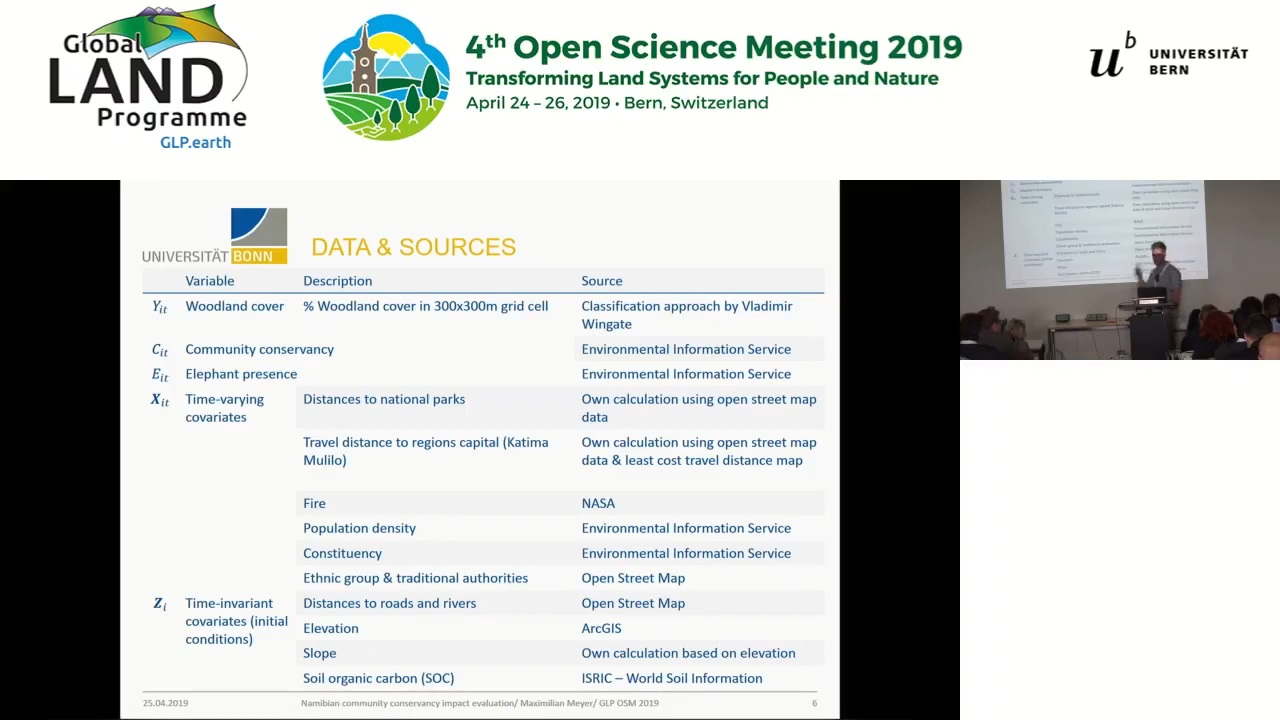 Global
LAND
Programme
GLP.earth
4th Open Science Meeting 2019
Transforming Land Systems for People and Nature
April 24 – 26, 2019 • Bern, Switzerland
u b UNIVERSITÄT
BERN
UNIVERSITÄT BONN
DATA & SOURCES
Variable Description Source
Yit Woodland cover % Woodland cover in 300x300m grid cell Classification approach by Vladimir
Wingate
Cit Community conservancy Environmental Information Service
Eit Elephant presence Environmental Information Service
Xit Time-varying Distances to national parks Own calculation using open street map
covariates data
Travel distance to regions capital (Katima Own calculation using open street map
Mulilo) data & least cost travel distance map
Fire NASA
Population density Environmental Information Service
Constituency Environmental Information Service
Ethnic group & traditional authorities Open Street Map
Zi Time-invariant Distances to roads and rivers Open Street Map
covariates (initial Elevation ArcGIS
conditions)
Slope Own calculation based on elevation
Soil organic carbon (SOC) ISRIC – World Soil Information
25.04.2019 Namibian community conservancy impact evaluation/ Maximilian Meyer/ GLP OSM 2019 6